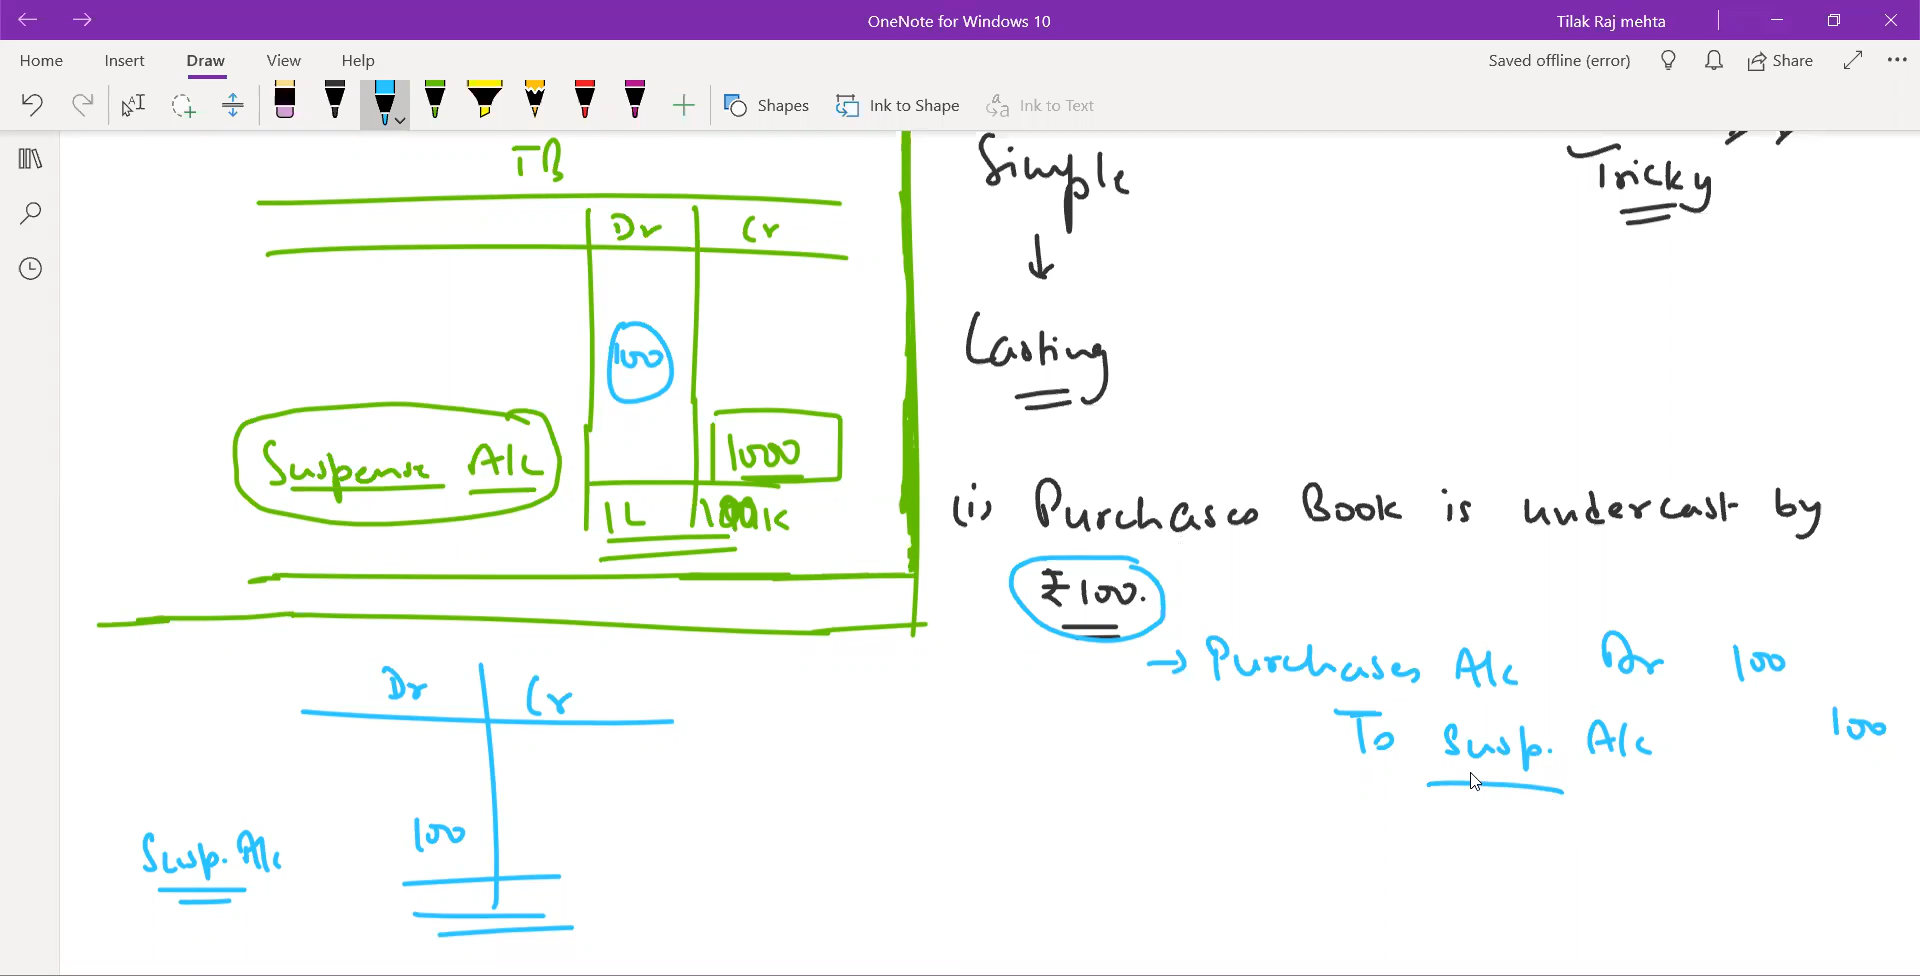 OneNote for Windows 10
Tilak Raj mehta
Home Insert Draw View Help
Saved offline (error) Share
Shapes Ink to Shape Ink to Text
TB
Dr Cr
100
Suspense A/c 1000
1L
Simple
Tricky
Casting
(i) Purchases Book is undercast by
₹100.
→ Purchases A/c Dr 100
To Susp. A/c 100
Dr Cr
Susp. A/c 100